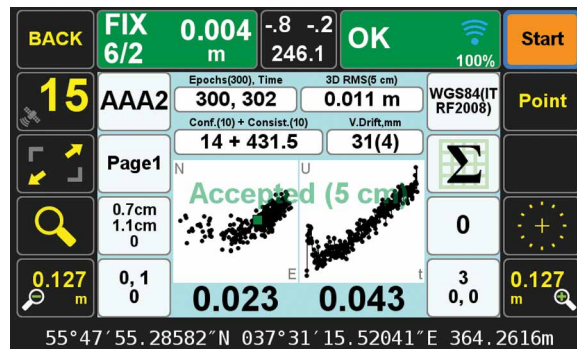 BACK
FIX 0.004 -.8 -.2 OK
6/2 m 246.1 100%
Start
15
AAA2
Epochs(300), Time
300, 302
3D RMS(5 cm)
0.011 m
WGS84(IT
RF2008)
Point
Conf.(10) + Consist.(10)
14 + 431.5
V.Drift,mm
31(4)
Page1
N
U
Σ
Accepted (5 cm)
0.7cm
1.1cm
0
0
E
t
0.127
m
0, 1
0
0.023
0.043
3
0, 0
0.127
m
55°47′55.28582″N 037°31′15.52041″E 364.2616m